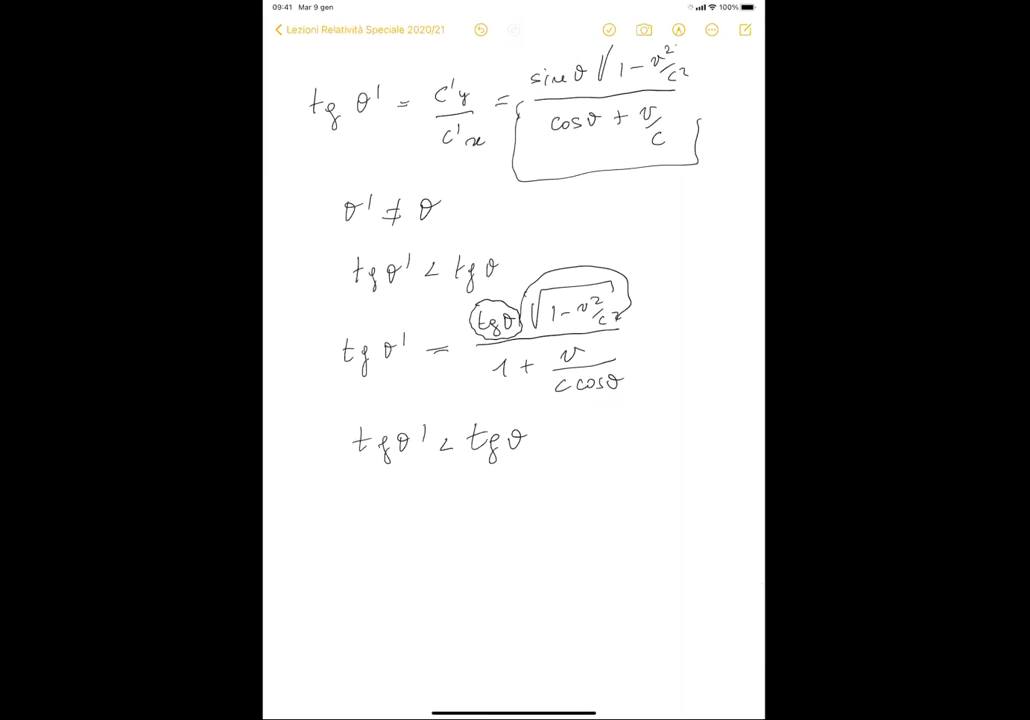 09:41 Mar 9 gen 100%
Lezioni Relatività Speciale 2020/21
tg θ' = c'y / c'x = sin θ √(1 - v²/c²) / (cos θ + v/c)
θ' ≠ θ
tg θ' < tg θ
tg θ' = tg θ √(1 - v²/c²) / (1 + v / (c cos θ))
tg θ' < tg θ